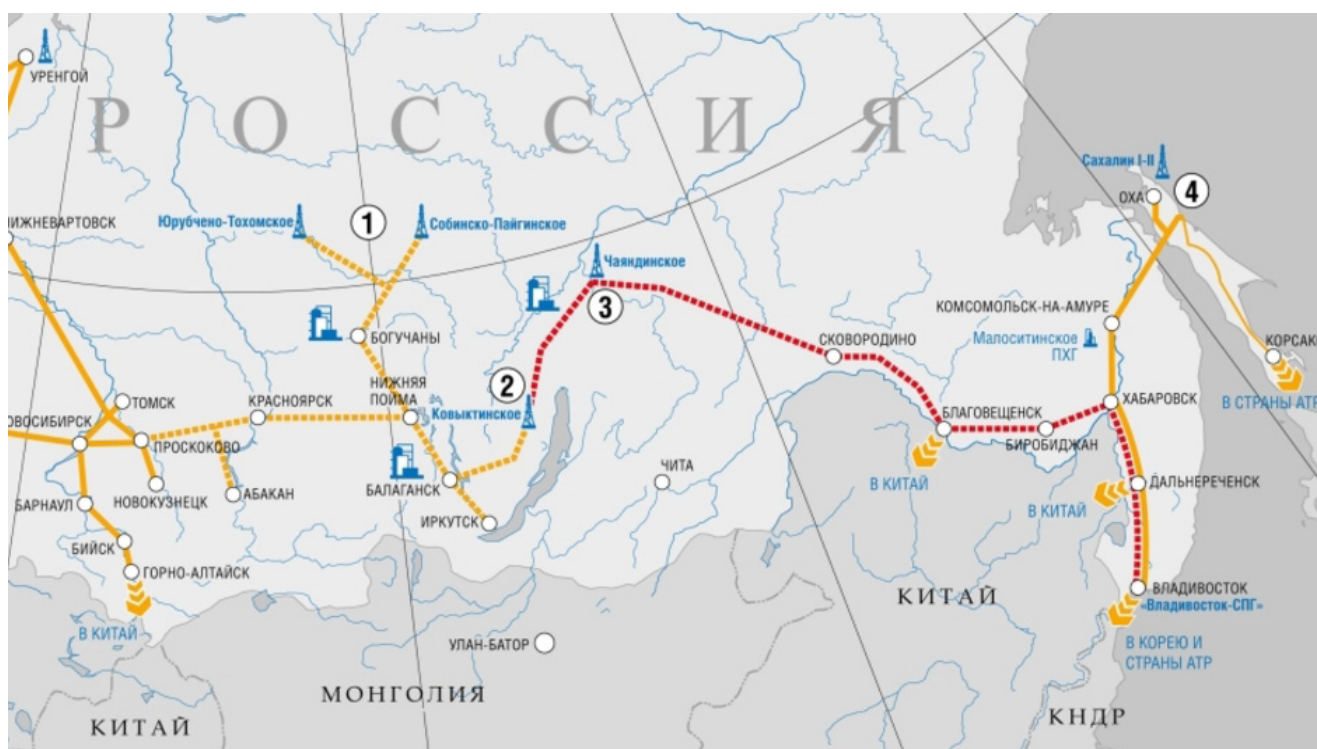 УРЕНГОЙ
РОССИЯ
Сахалин I-II
4
ОХА
1
ИЖНЕВАРТОВСК
Юрубчено-Тохомское
Собинско-Пайгинское
Чаяндинское
3
КОМСОМОЛЬСК-НА-АМУРЕ
Малоситинское
ПХГ
БОГУЧАНЫ
СКОВОРОДИНО
КОРСАК
2
НИЖНЯЯ
ПОЙМА
ТОМСК
КРАСНОЯРСК
Ковыктинское
В СТРАНЫ АТР
ХАБАРОВСК
БЛАГОВЕЩЕНСК
ОВОСИБИРСК
ПРОСКОКОВО
БИРОБИДЖАН
ЧИТА
БАЛАГАНСК
В КИТАЙ
ДАЛЬНЕРЕЧЕНСК
БАРНАУЛ
НОВОКУЗНЕЦК
АБАКАН
В КИТАЙ
ИРКУТСК
БИЙСК
ГОРНО-АЛТАЙСК
КИТАЙ
ВЛАДИВОСТОК
«Владивосток-СПГ»
В КИТАЙ
УЛАН-БАТОР
В КОРЕЮ И
СТРАНЫ АТР
МОНГОЛИЯ
КИТАЙ
КНДР